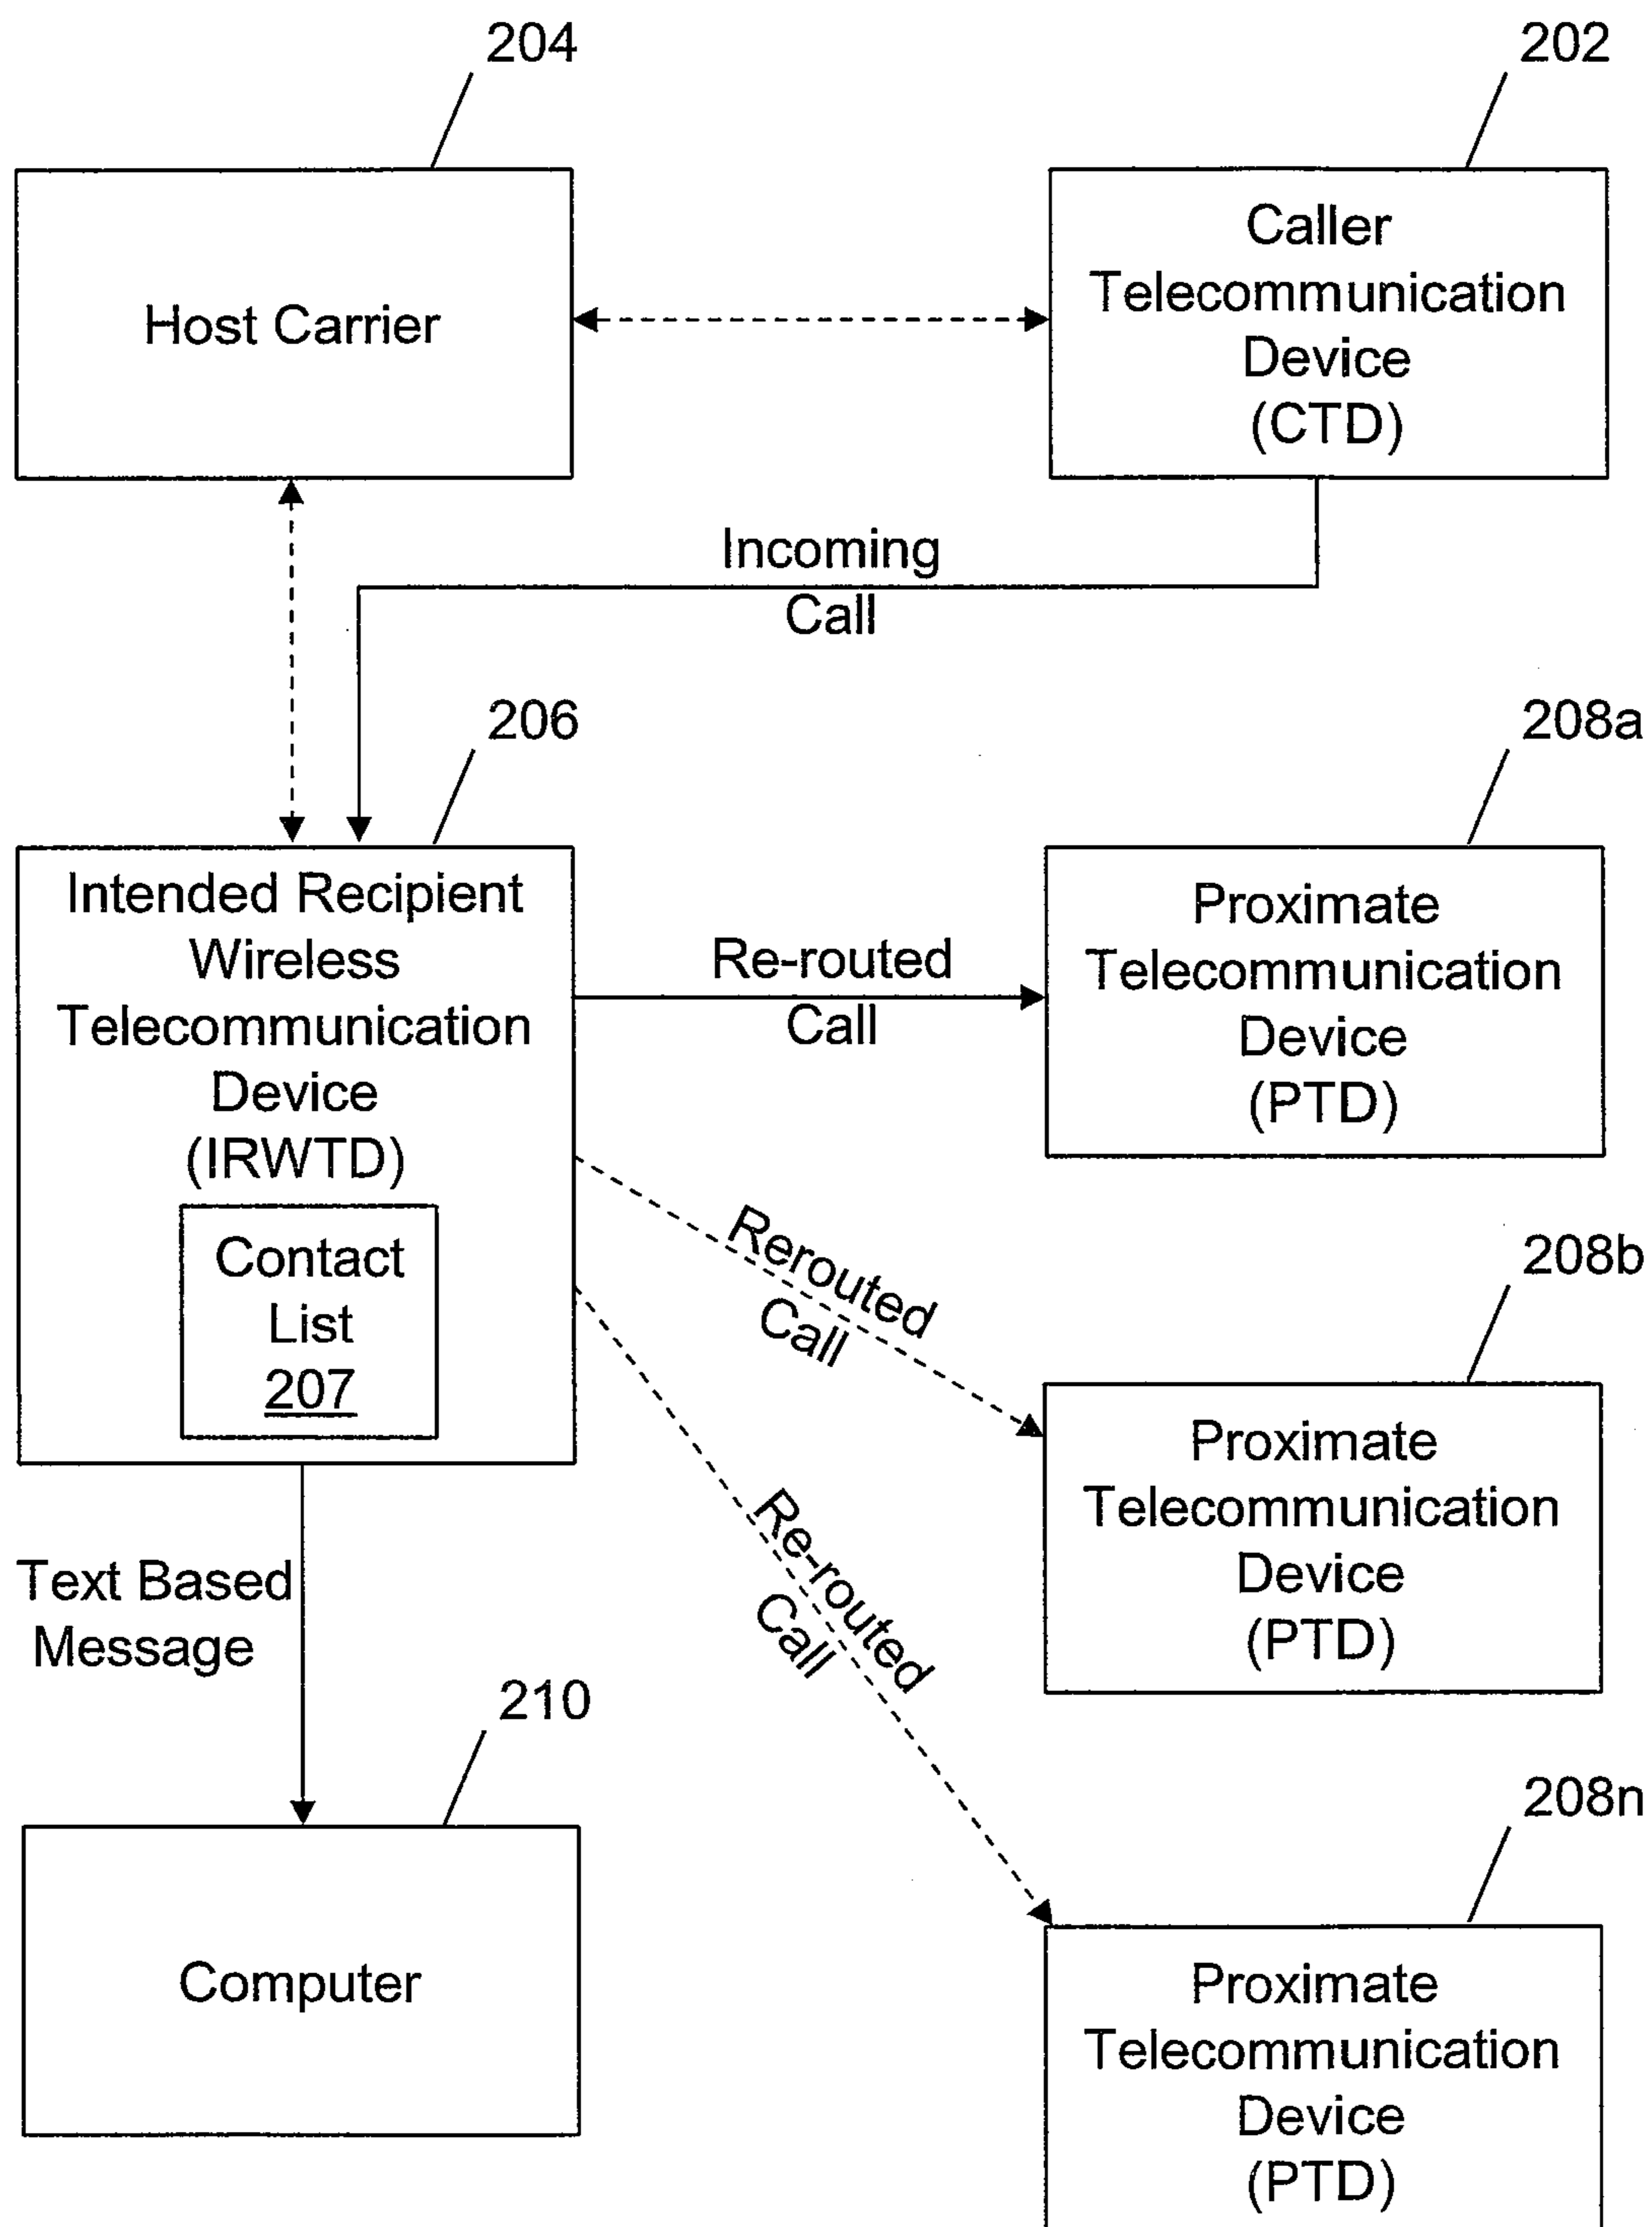 204
202
Host Carrier
Caller
Telecommunication
Device
(CTD)
Incoming
Call
206
208a
Intended Recipient
Wireless
Telecommunication
Device
(IRWTD)
Contact
List
207
Re-routed
Call
Proximate
Telecommunication
Device
(PTD)
Rerouted
Call
208b
Proximate
Telecommunication
Device
(PTD)
Re-routed
Call
Text Based
Message
210
208n
Computer
Proximate
Telecommunication
Device
(PTD)